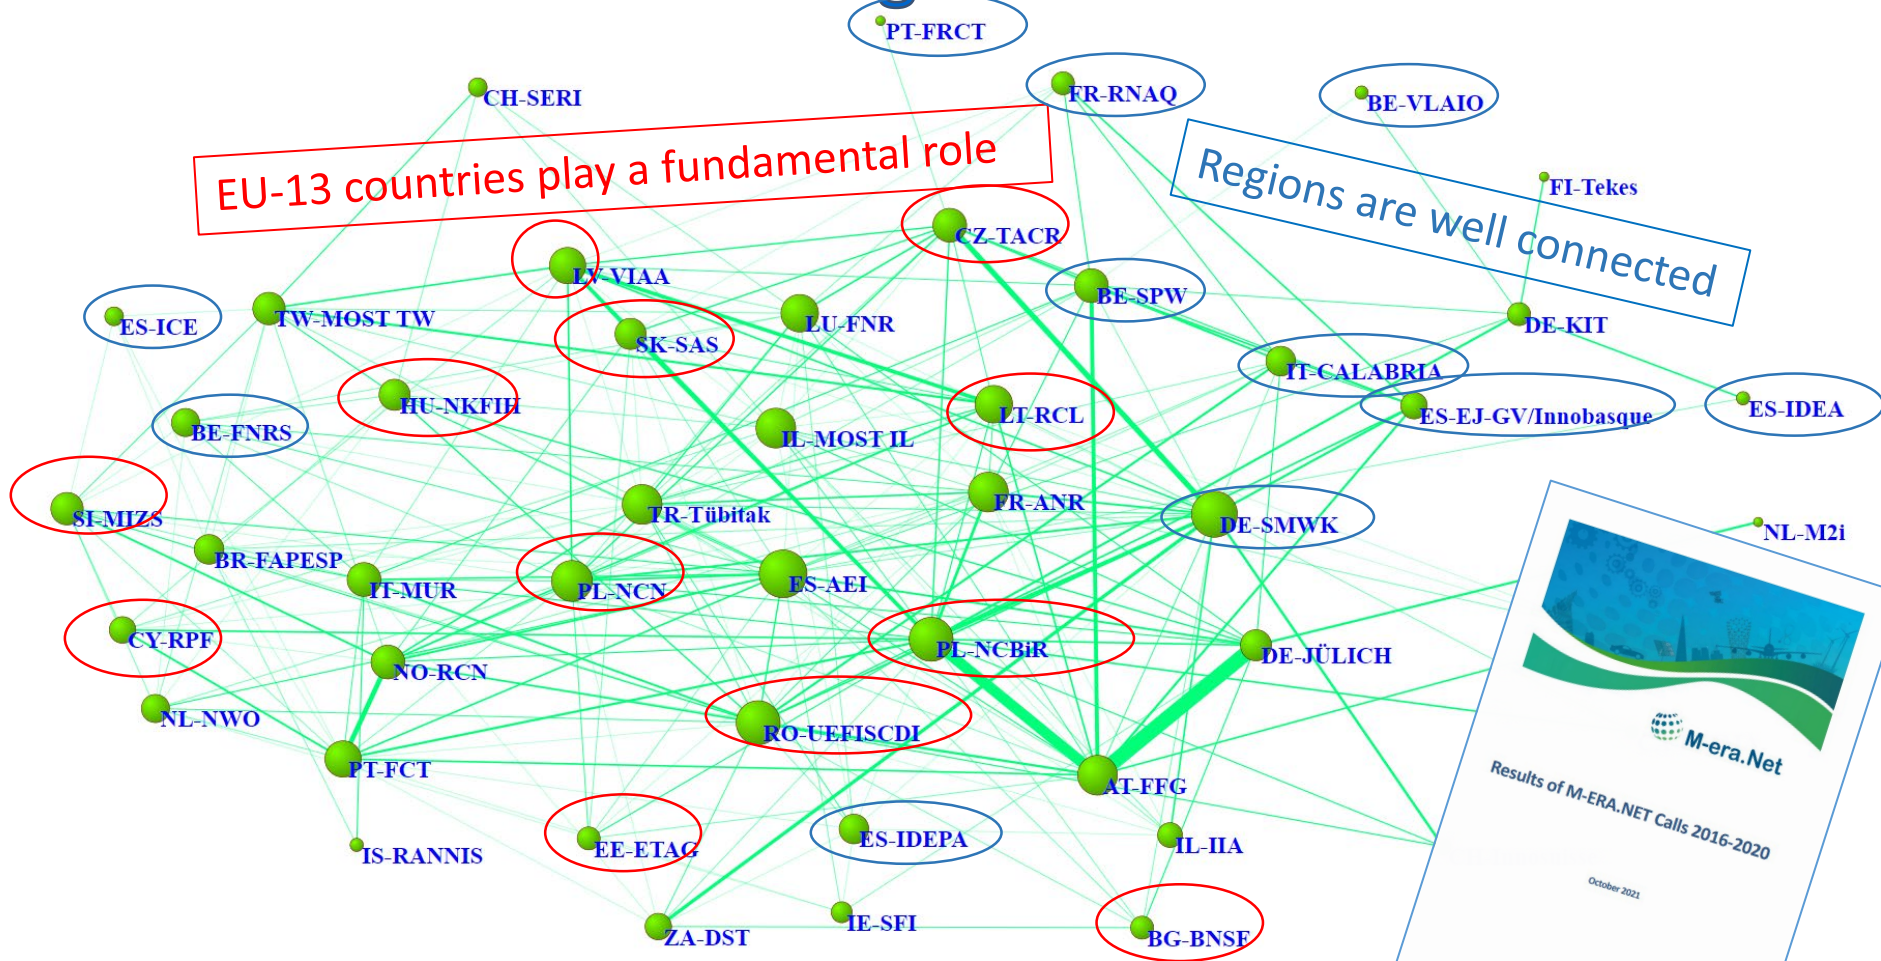 PT-FRCT
CH-SERI
FR-RNAQ
BE-VLAIO
EU-13 countries play a fundamental role
Regions are well connected
FI-Tekes
CZ-TACR
LV-VIAA
BE-SPW
ES-ICE
TW-MOST TW
LU-FNR
DE-KIT
SK-SAS
IT-CALABRIA
HU-NKFIH
LT-RCL
ES-EJ-GV/Innobasque
ES-IDEA
BE-FNRS
IL-MOST IL
SI-MIZS
TR-Tübitak
FR-ANR
DE-SMWK
NL-M2i
BR-FAPESP
IT-MUR
PL-NCN
ES-AEI
CY-RPF
PL-NCBiR
DE-JÜLICH
NO-RCN
NL-NWO
RO-UEFISCDI
M-era.Net
PT-FCT
AT-FFG
Results of M-ERA.NET Calls 2016-2020
IS-RANNIS
EE-ETAG
ES-IDEPA
IL-IIA
October 2021
ZA-DST
IE-SFI
BG-BNSF